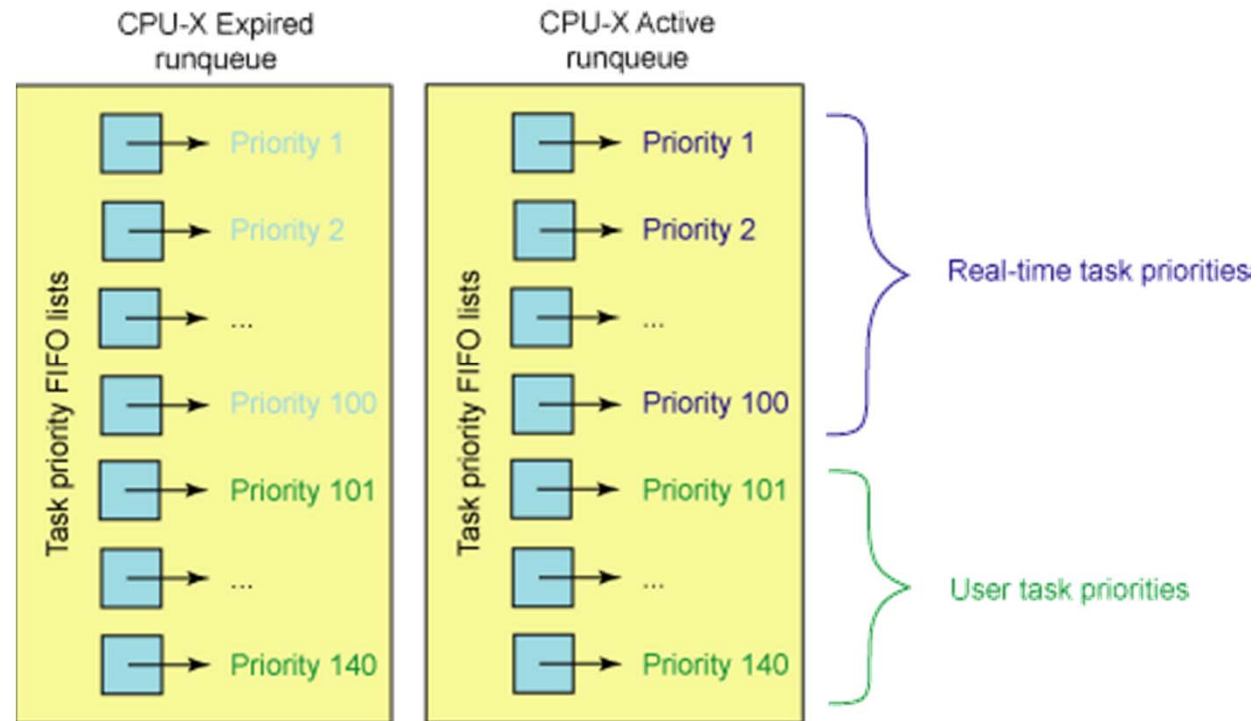 CPU-X Expired
runqueue
Task priority FIFO lists
Priority 1
Priority 2
...
Priority 100
Priority 101
...
Priority 140
CPU-X Active
runqueue
Task priority FIFO lists
Priority 1
Priority 2
...
Priority 100
Priority 101
...
Priority 140
Real-time task priorities
User task priorities